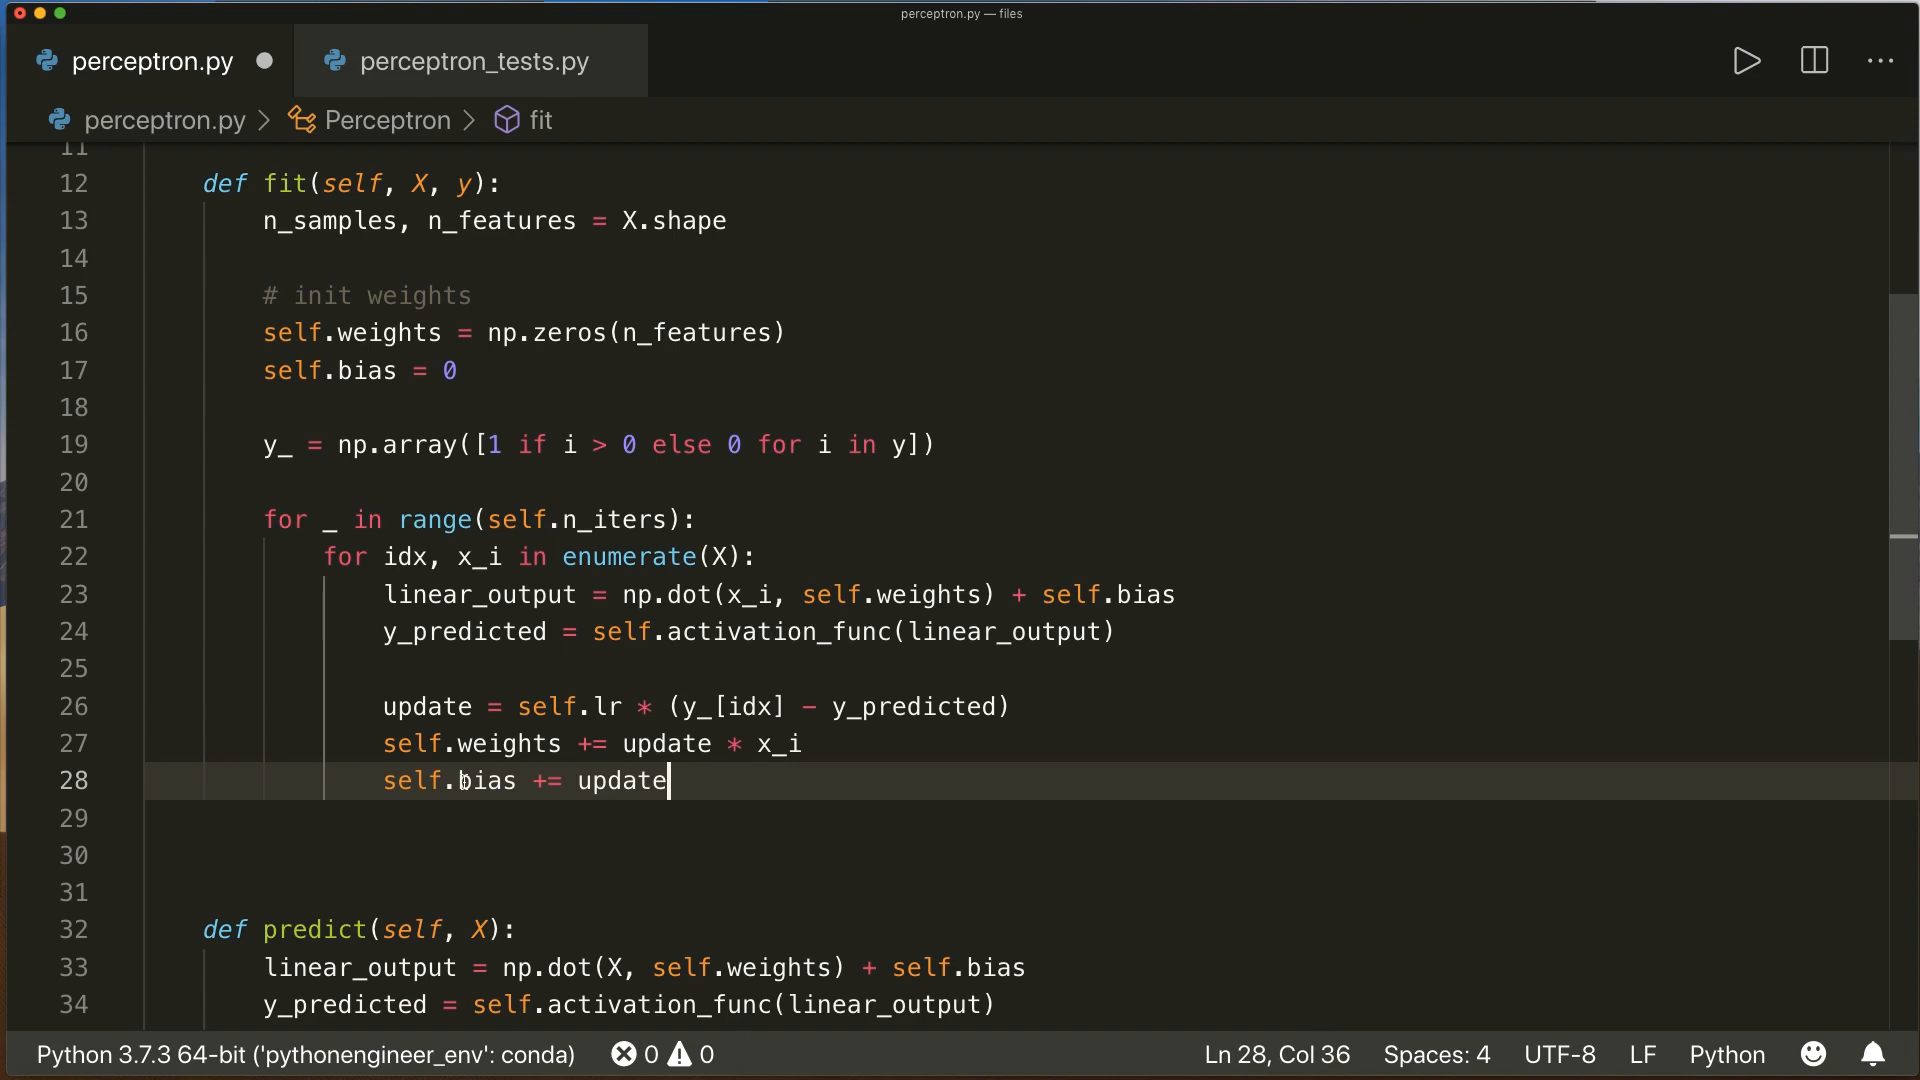 perceptron.py — files
perceptron.py perceptron_tests.py
perceptron.py > Perceptron > fit
11
12 def fit(self, X, y):
13 n_samples, n_features = X.shape
14
15 # init weights
16 self.weights = np.zeros(n_features)
17 self.bias = 0
18
19 y_ = np.array([1 if i > 0 else 0 for i in y])
20
21 for _ in range(self.n_iters):
22 for idx, x_i in enumerate(X):
23 linear_output = np.dot(x_i, self.weights) + self.bias
24 y_predicted = self.activation_func(linear_output)
25
26 update = self.lr * (y_[idx] - y_predicted)
27 self.weights += update * x_i
28 self.bias += update
29
30
31
32 def predict(self, X):
33 linear_output = np.dot(X, self.weights) + self.bias
34 y_predicted = self.activation_func(linear_output)
Python 3.7.3 64-bit ('pythonengineer_env': conda) 0 0 Ln 28, Col 36 Spaces: 4 UTF-8 LF Python